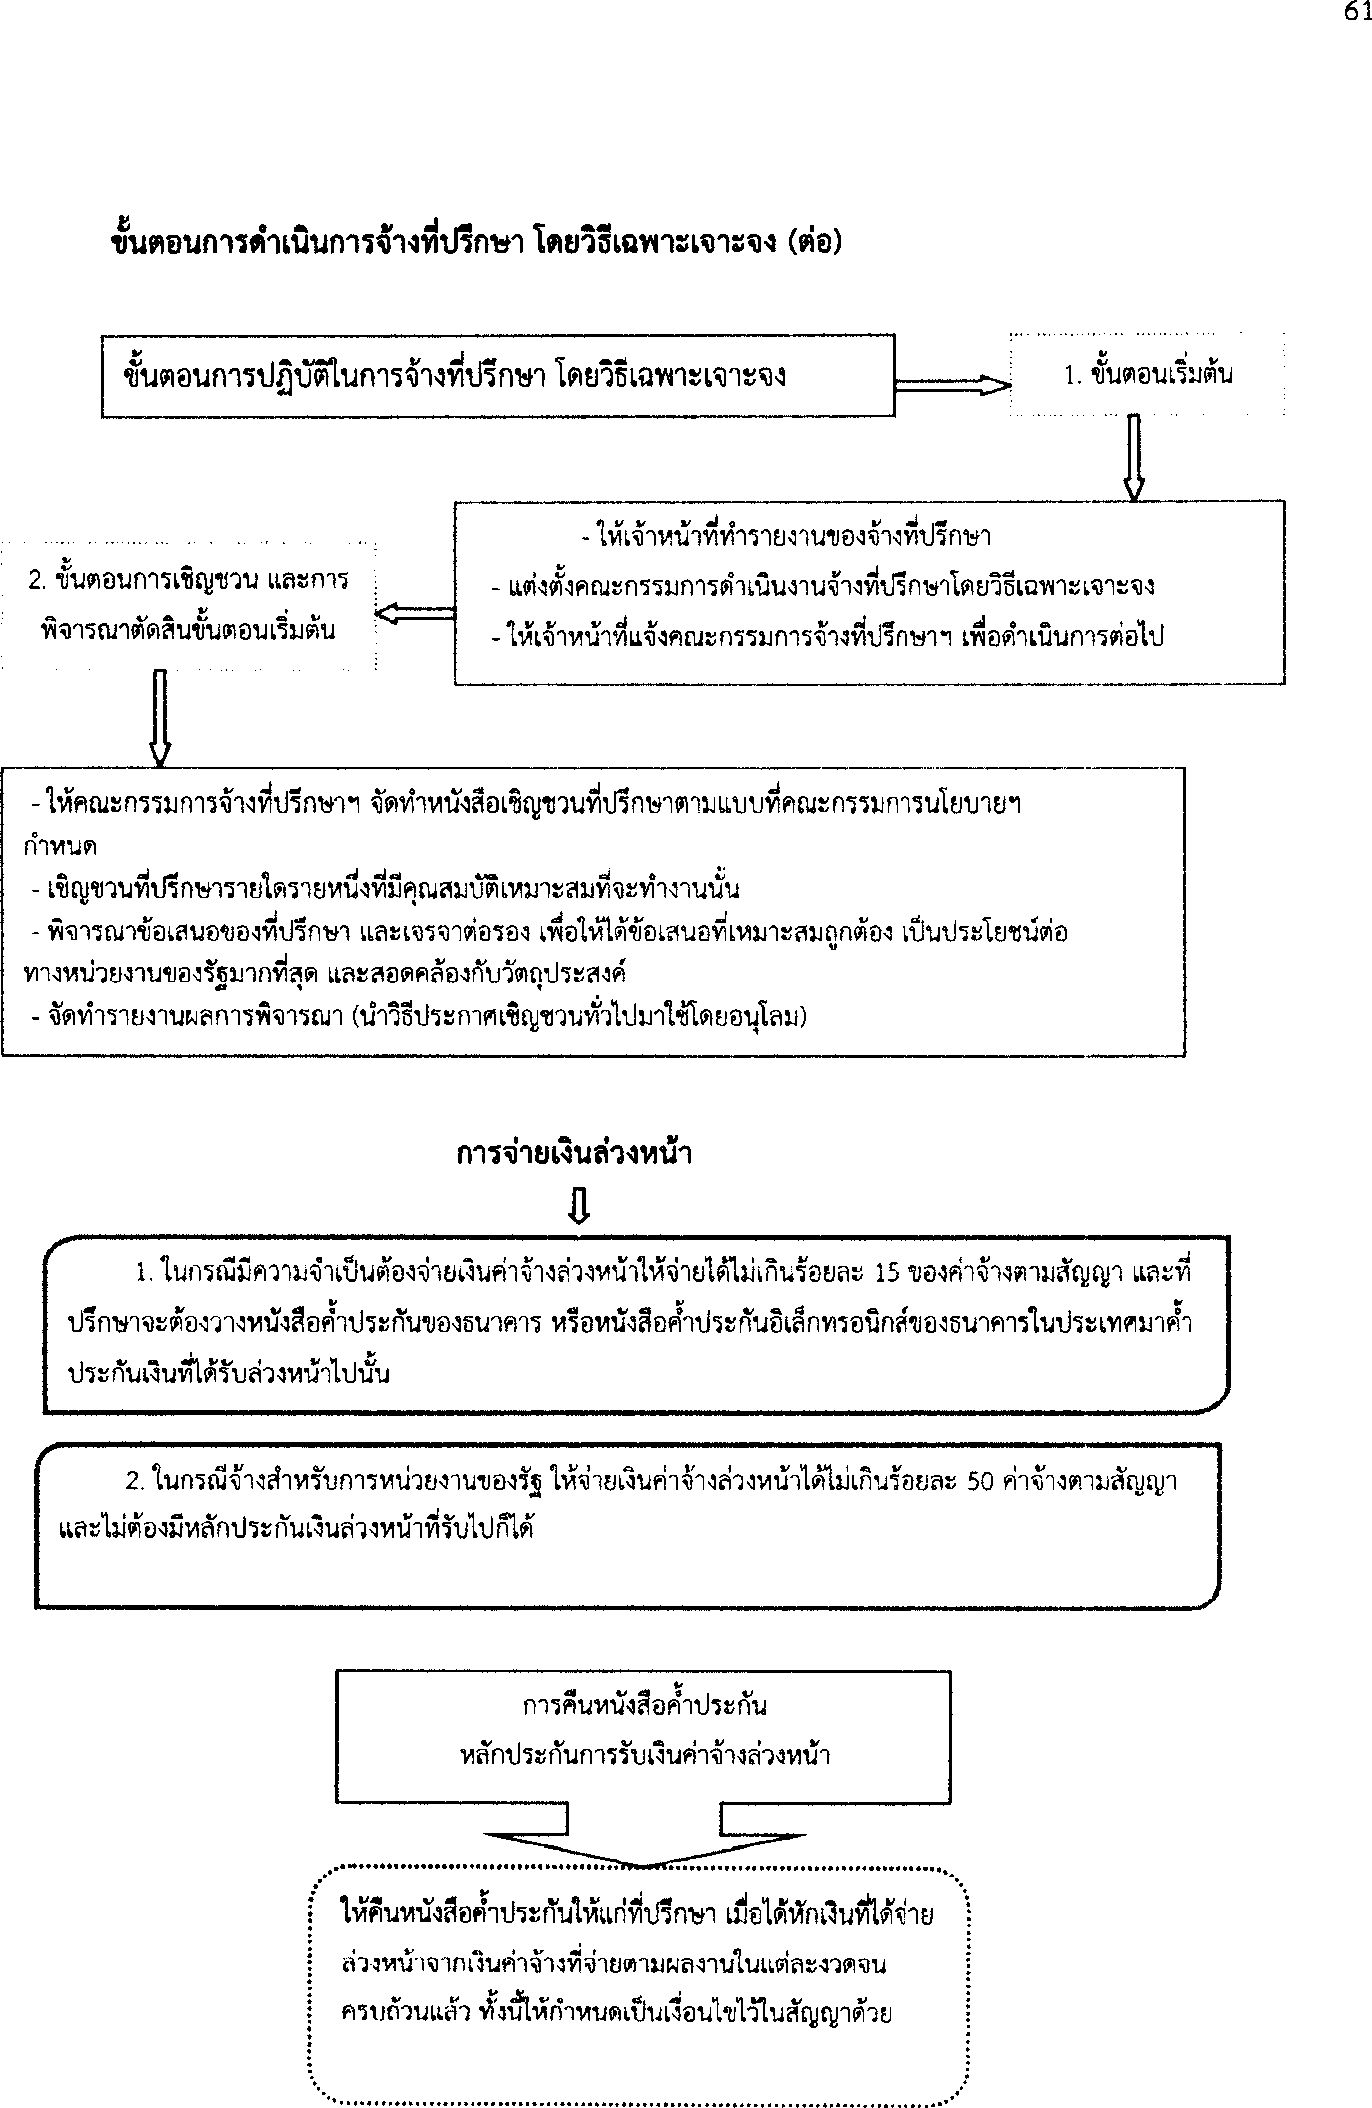 61
ขั้นตอนการดำเนินการจ้างที่ปรึกษา โดยวิธีเฉพาะเจาะจง (ต่อ)
ขั้นตอนการปฏิบัติในการจ้างที่ปรึกษา โดยวิธีเฉพาะเจาะจง
1. ขั้นตอนเริ่มต้น
- ให้เจ้าหน้าที่ทำรายงานของจ้างที่ปรึกษา
- แต่งตั้งคณะกรรมการดำเนินงานจ้างที่ปรึกษาโดยวิธีเฉพาะเจาะจง
- ให้เจ้าหน้าที่แจ้งคณะกรรมการจ้างที่ปรึกษาฯ เพื่อดำเนินการต่อไป
2. ขั้นตอนการเชิญชวน และการ
พิจารณาตัดสินขั้นตอนเริ่มต้น
- ให้คณะกรรมการจ้างที่ปรึกษาฯ จัดทำหนังสือเชิญชวนที่ปรึกษาตามแบบที่คณะกรรมการนโยบายฯ
กำหนด
- เชิญชวนที่ปรึกษารายใดรายหนึ่งที่มีคุณสมบัติเหมาะสมที่จะทำงานนั้น
- พิจารณาข้อเสนอของที่ปรึกษา และเจรจาต่อรอง เพื่อให้ได้ข้อเสนอที่เหมาะสมถูกต้อง เป็นประโยชน์ต่อ
ทางหน่วยงานของรัฐมากที่สุด และสอดคล้องกับวัตถุประสงค์
- จัดทำรายงานผลการพิจารณา (นำวิธีประกาศเชิญชวนทั่วไปมาใช้โดยอนุโลม)
การจ่ายเงินล่วงหน้า
1. ในกรณีมีความจำเป็นต้องจ่ายเงินค่าจ้างล่วงหน้าให้จ่ายได้ไม่เกินร้อยละ 15 ของค่าจ้างตามสัญญา และที่
ปรึกษาจะต้องวางหนังสือค้ำประกันของธนาคาร หรือหนังสือค้ำประกันอิเล็กทรอนิกส์ของธนาคารในประเทศมาค้ำ
ประกันเงินที่ได้รับล่วงหน้าไปนั้น
2. ในกรณีจ้างสำหรับการหน่วยงานของรัฐ ให้จ่ายเงินค่าจ้างล่วงหน้าได้ไม่เกินร้อยละ 50 ค่าจ้างตามสัญญา
และไม่ต้องมีหลักประกันเงินล่วงหน้าที่รับไปก็ได้
การคืนหนังสือค้ำประกัน
หลักประกันการรับเงินค่าจ้างล่วงหน้า
ให้คืนหนังสือค้ำประกันให้แก่ที่ปรึกษา เมื่อได้หักเงินที่ได้จ่าย
ล่วงหน้าจากเงินค่าจ้างที่จ่ายตามผลงานในแต่ละงวดจน
ครบถ้วนแล้ว ทั้งนี้ให้กำหนดเป็นเงื่อนไขไว้ในสัญญาด้วย